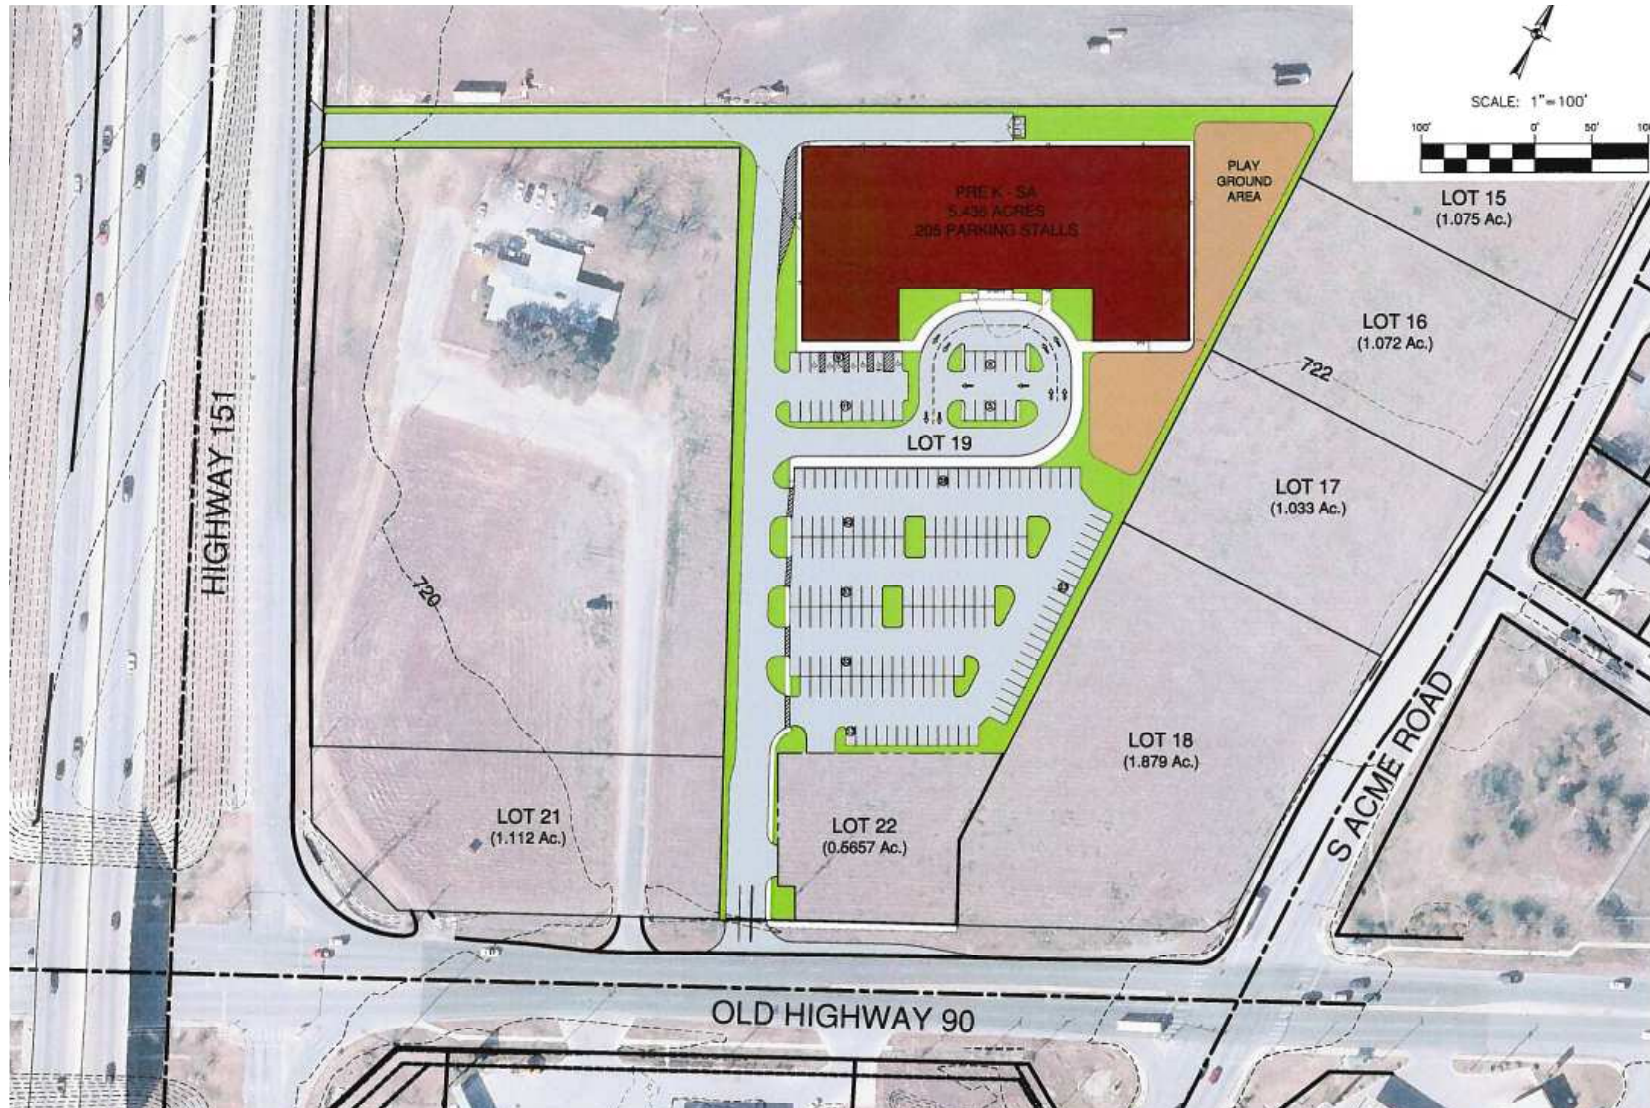 SCALE: 1"=100'
100'
0'
50'
PLAY
GROUND
AREA
PRE K - SA
5.436 ACRES
205 PARKING STALLS
LOT 15
(1.075 Ac.)
LOT 16
(1.072 Ac.)
722
HIGHWAY 151
LOT 19
LOT 17
(1.033 Ac.)
720
LOT 18
(1.879 Ac.)
S ACME ROAD
LOT 21
(1.112 Ac.)
LOT 22
(0.5657 Ac.)
OLD HIGHWAY 90